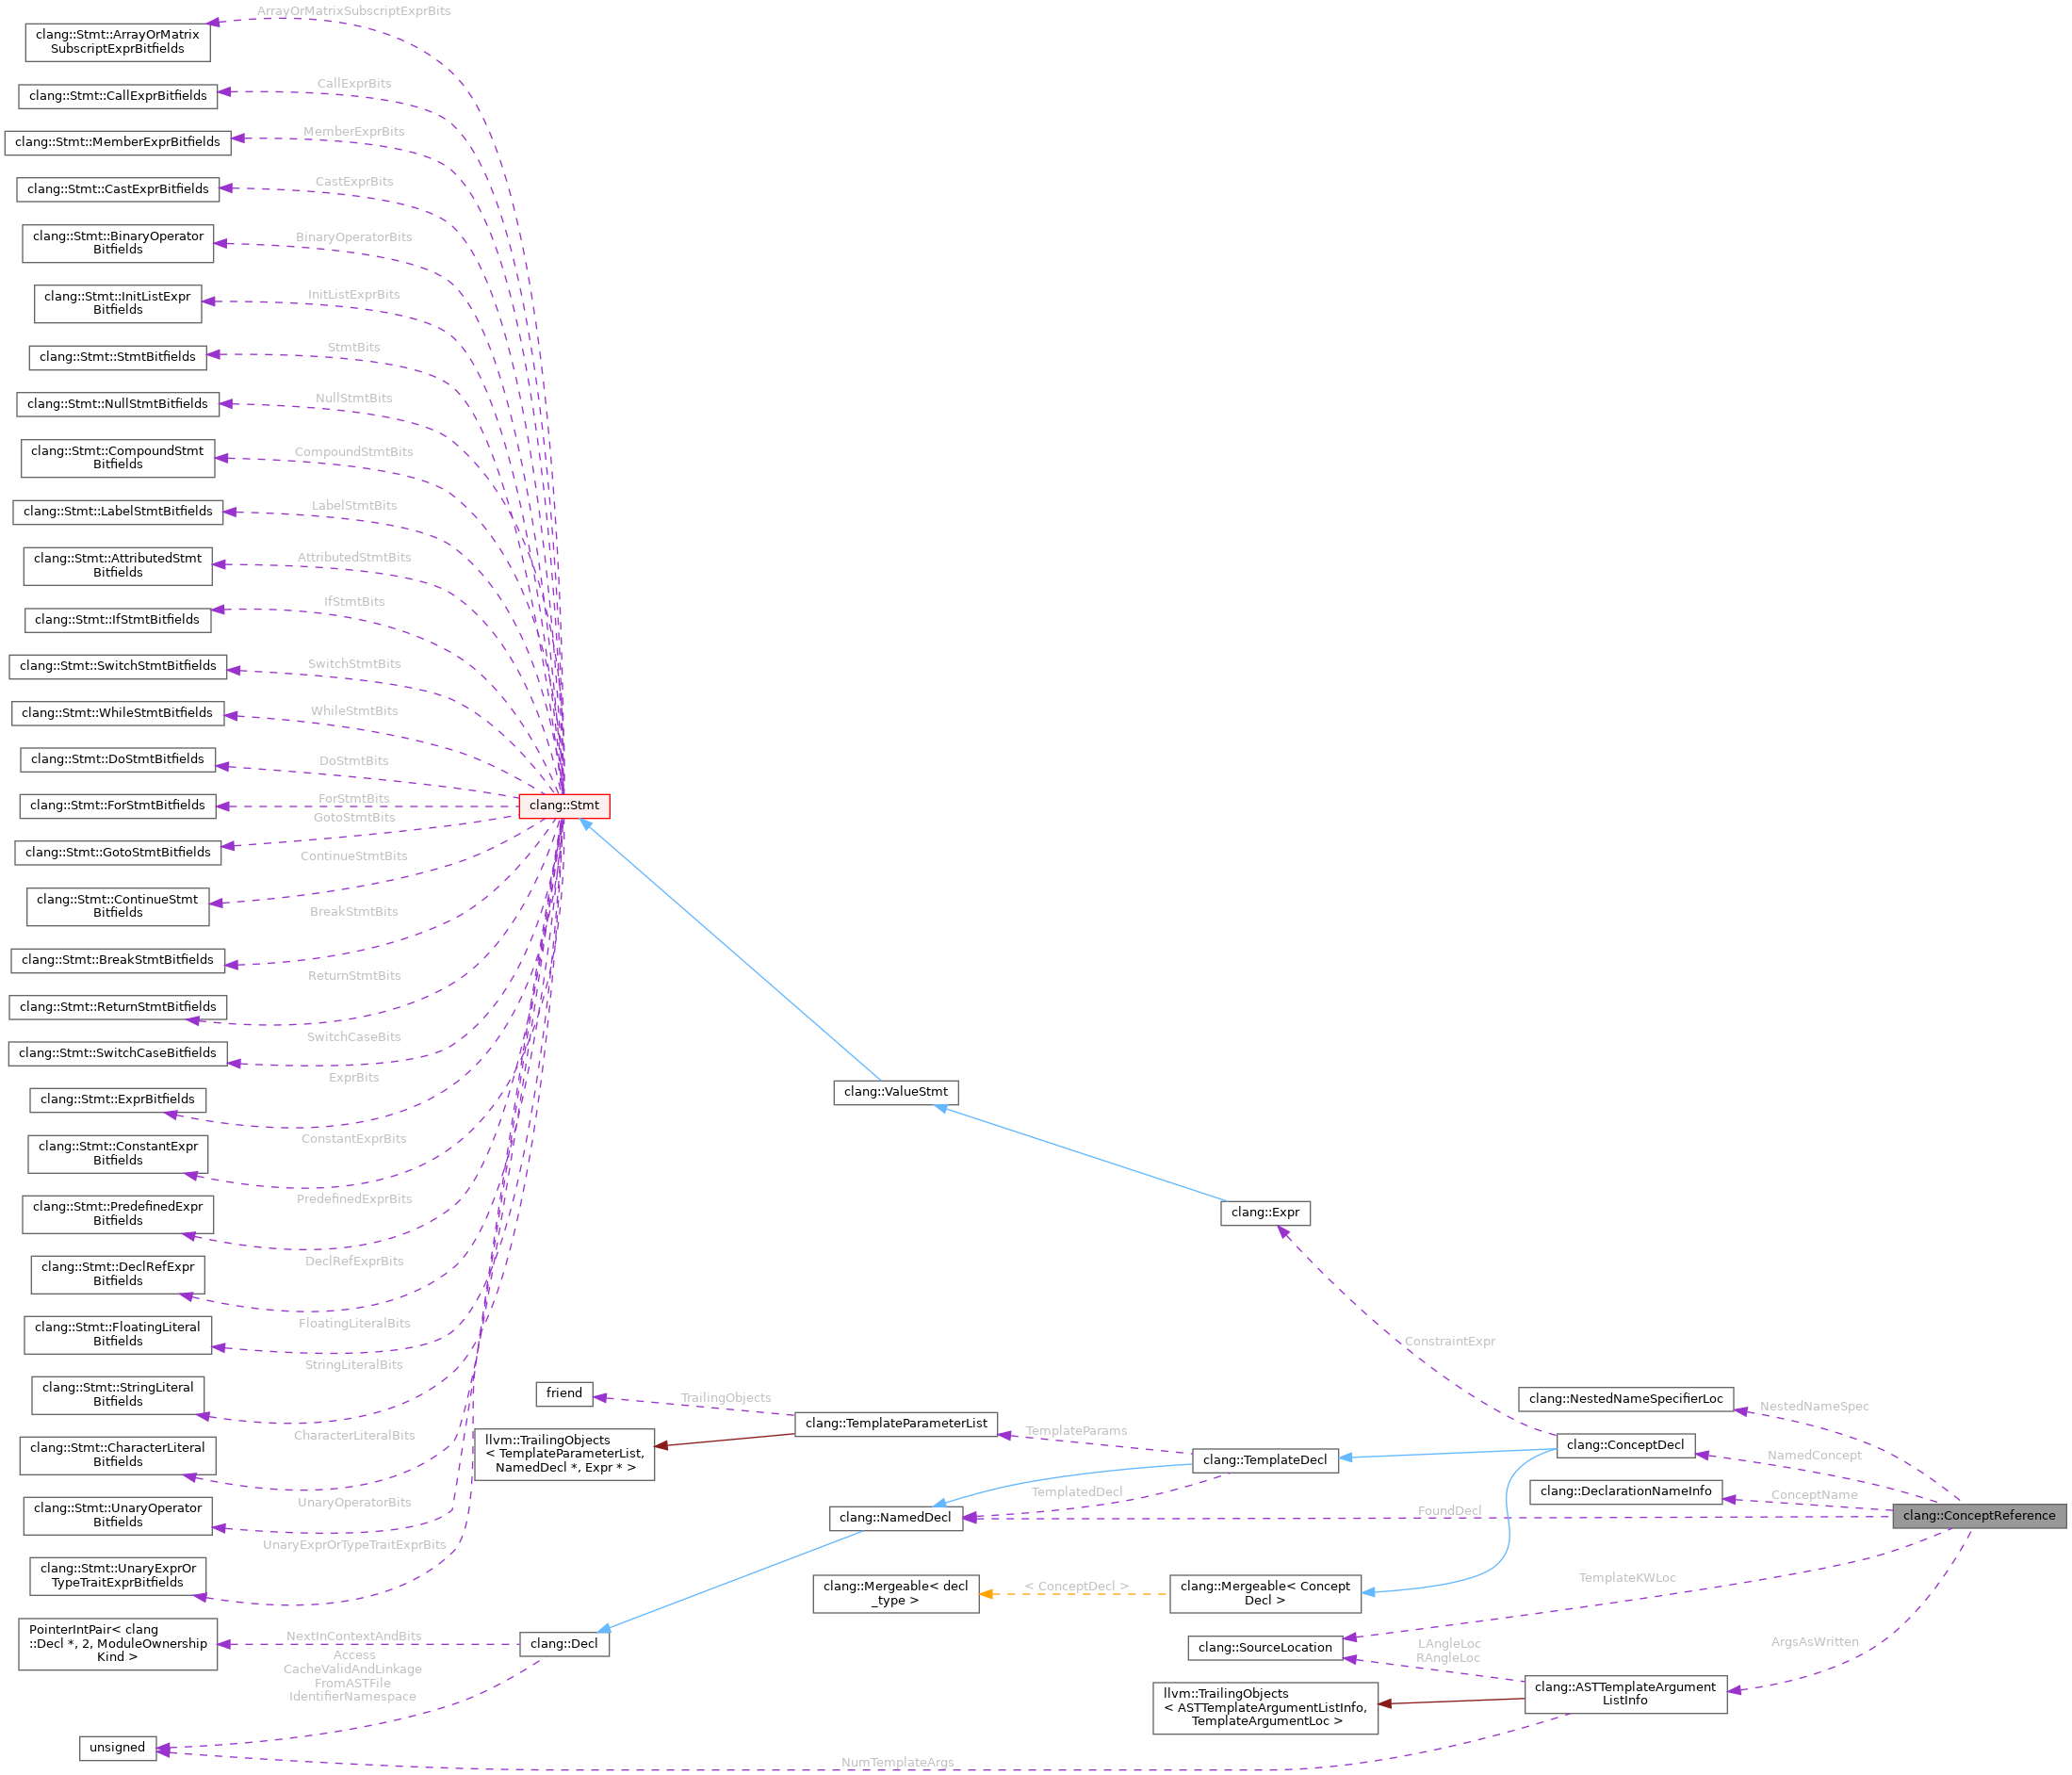 ArrayOrMatrixSubscriptExprBits
clang::Stmt::ArrayOrMatrix
SubscriptExprBitfields
CallExprBits
clang::Stmt::CallExprBitfields
MemberExprBits
clang::Stmt::MemberExprBitfields
CastExprBits
clang::Stmt::CastExprBitfields
BinaryOperatorBits
clang::Stmt::BinaryOperator
Bitfields
InitListExprBits
clang::Stmt::InitListExpr
Bitfields
StmtBits
clang::Stmt::StmtBitfields
NullStmtBits
clang::Stmt::NullStmtBitfields
CompoundStmtBits
clang::Stmt::CompoundStmt
Bitfields
LabelStmtBits
clang::Stmt::LabelStmtBitfields
AttributedStmtBits
clang::Stmt::AttributedStmt
Bitfields
IfStmtBits
clang::Stmt::IfStmtBitfields
SwitchStmtBits
clang::Stmt::SwitchStmtBitfields
WhileStmtBits
clang::Stmt::WhileStmtBitfields
DoStmtBits
clang::Stmt::DoStmtBitfields
ForStmtBits
clang::Stmt::ForStmtBitfields
clang::Stmt
GotoStmtBits
clang::Stmt::GotoStmtBitfields
ContinueStmtBits
clang::Stmt::ContinueStmt
Bitfields
BreakStmtBits
clang::Stmt::BreakStmtBitfields
ReturnStmtBits
clang::Stmt::ReturnStmtBitfields
SwitchCaseBits
clang::Stmt::SwitchCaseBitfields
ExprBits
clang::Stmt::ExprBitfields
clang::ValueStmt
ConstantExprBits
clang::Stmt::ConstantExpr
Bitfields
PredefinedExprBits
clang::Stmt::PredefinedExpr
Bitfields
clang::Expr
DeclRefExprBits
clang::Stmt::DeclRefExpr
Bitfields
FloatingLiteralBits
clang::Stmt::FloatingLiteral
Bitfields
ConstraintExpr
StringLiteralBits
clang::Stmt::StringLiteral
Bitfields
friend
TrailingObjects
clang::TemplateParameterList
TemplateParams
clang::NestedNameSpecifierLoc
NestedNameSpec
CharacterLiteralBits
clang::Stmt::CharacterLiteral
Bitfields
llvm::TrailingObjects
< TemplateParameterList,
NamedDecl *, Expr * >
clang::TemplateDecl
clang::ConceptDecl
NamedConcept
UnaryOperatorBits
clang::Stmt::UnaryOperator
Bitfields
TemplatedDecl
clang::NamedDecl
clang::DeclarationNameInfo
ConceptName
FoundDecl
clang::ConceptReference
UnaryExprOrTypeTraitExprBits
clang::Stmt::UnaryExprOr
TypeTraitExprBitfields
clang::Mergeable< decl
_type >
< ConceptDecl >
clang::Mergeable< Concept
Decl >
TemplateKWLoc
PointerIntPair< clang
::Decl *, 2, ModuleOwnership
Kind >
NextInContextAndBits
clang::Decl
clang::SourceLocation
LAngleLoc
RAngleLoc
ArgsAsWritten
Access
CacheValidAndLinkage
FromASTFile
IdentifierNamespace
llvm::TrailingObjects
< ASTTemplateArgumentListInfo,
TemplateArgumentLoc >
clang::ASTTemplateArgument
ListInfo
unsigned
NumTemplateArgs